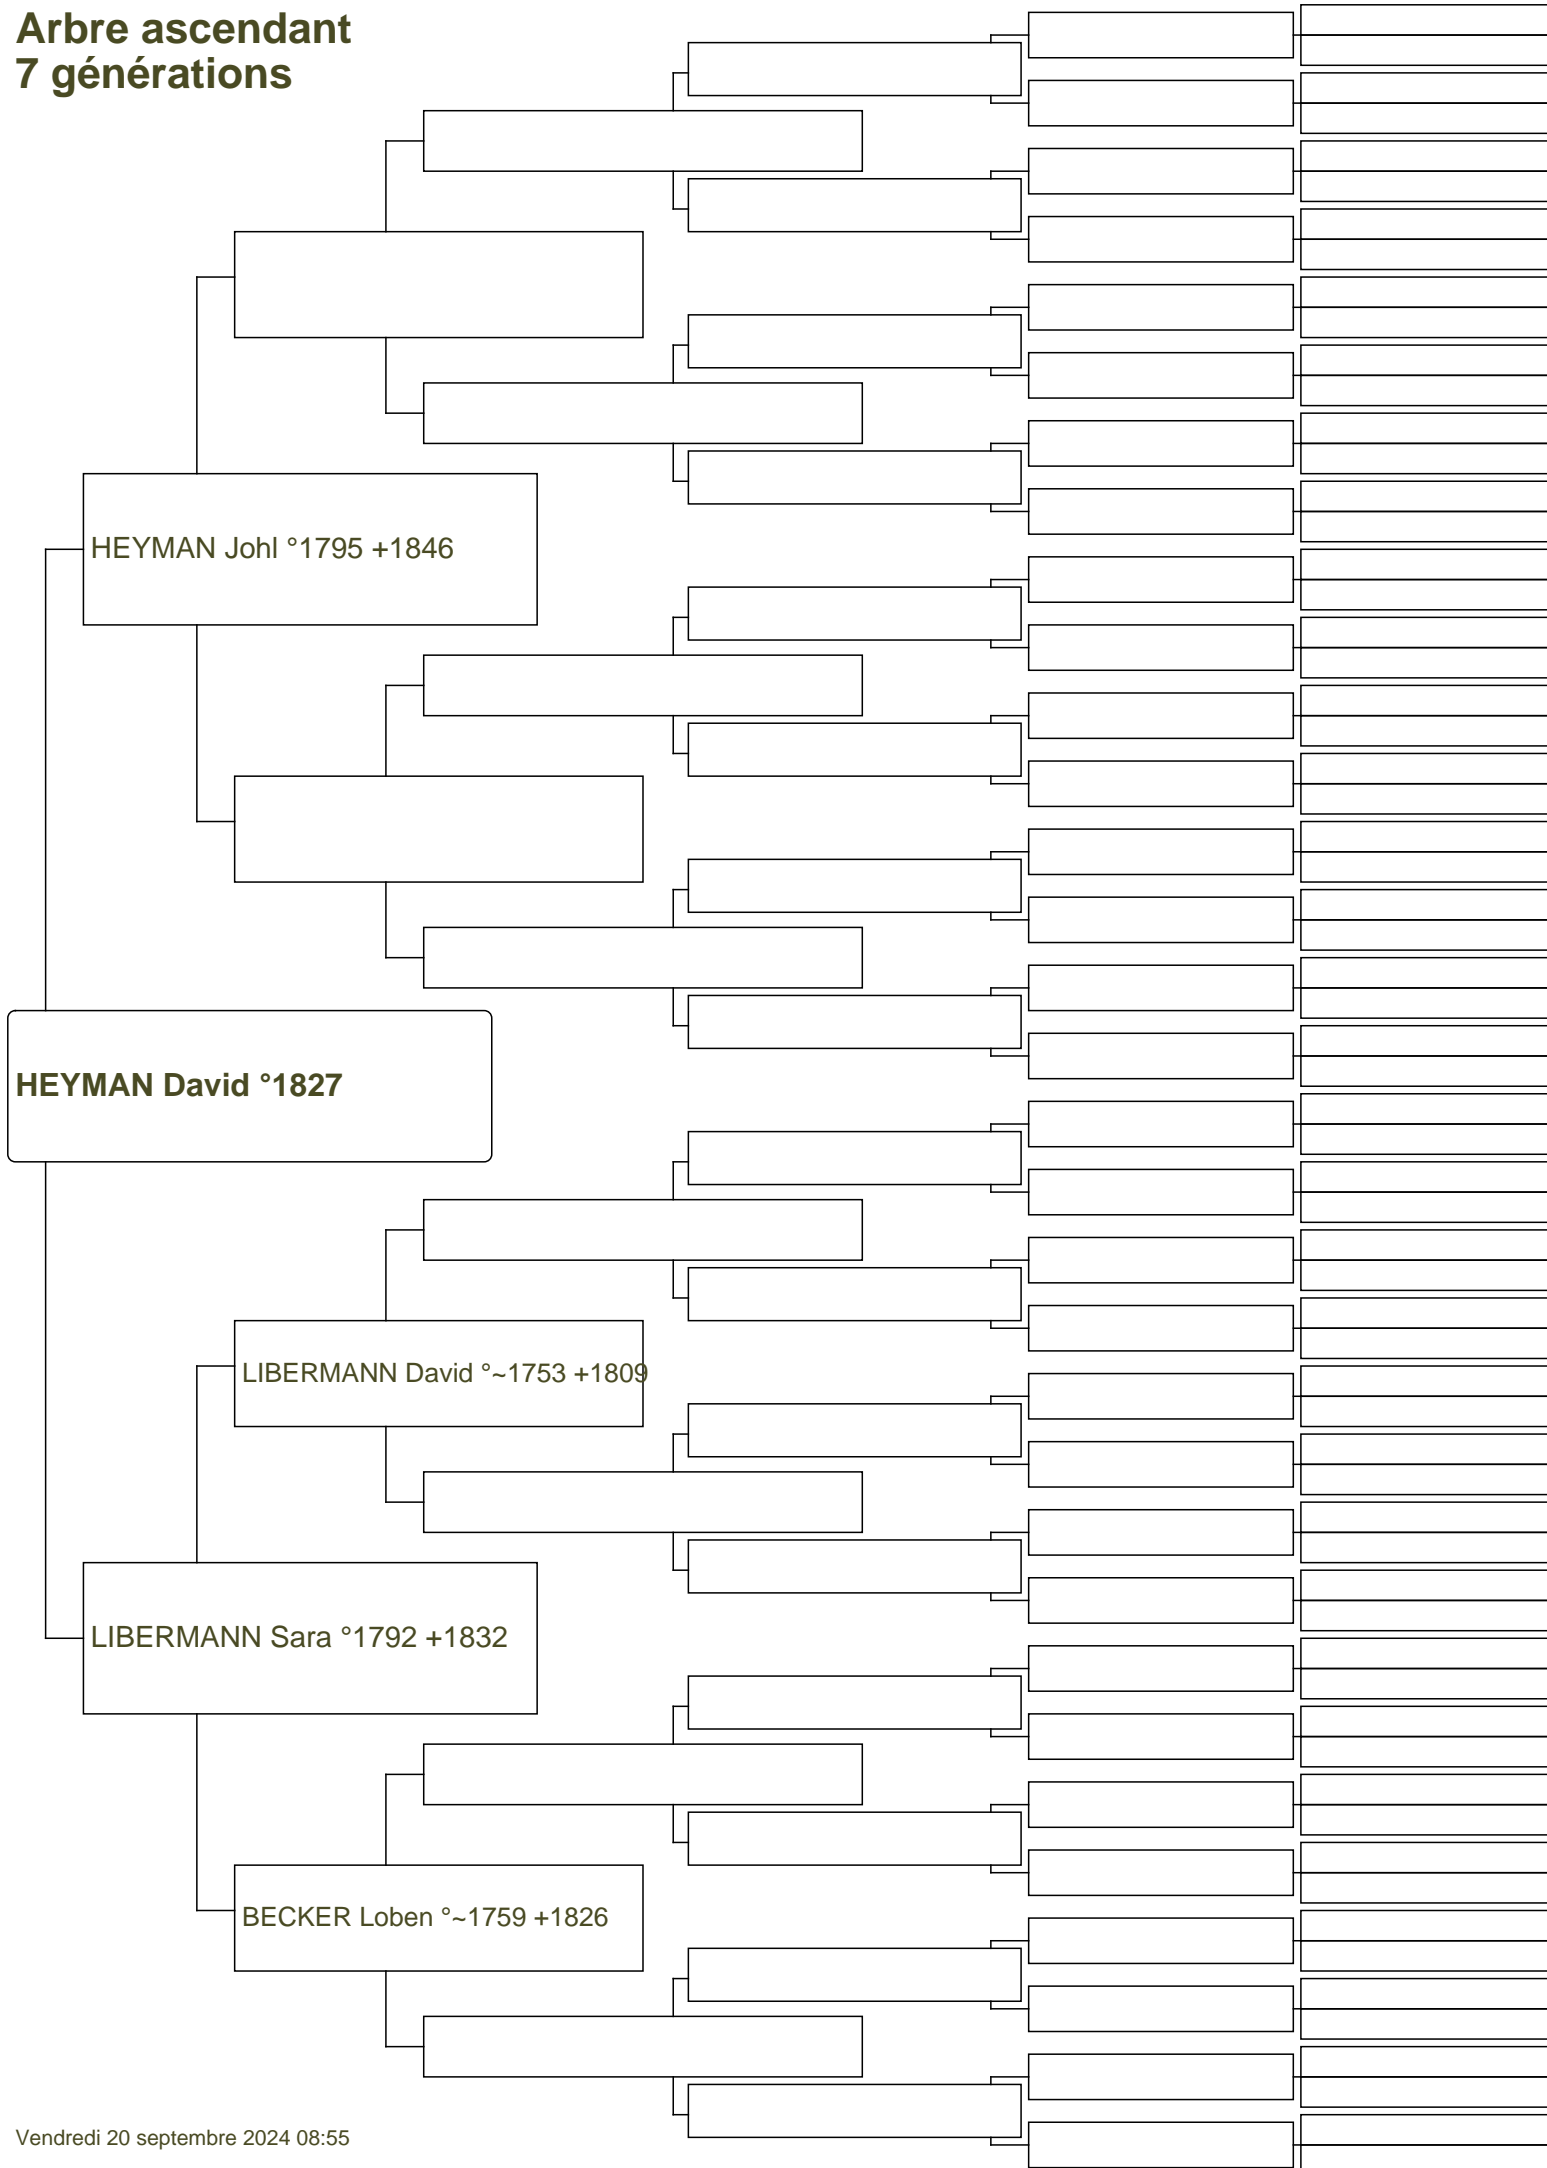 Arbre ascendant
7 générations
HEYMAN Johl °1795 +1846
HEYMAN David °1827
LIBERMANN David °~1753 +1809
LIBERMANN Sara °1792 +1832
BECKER Loben °~1759 +1826
Vendredi 20 septembre 2024 08:55